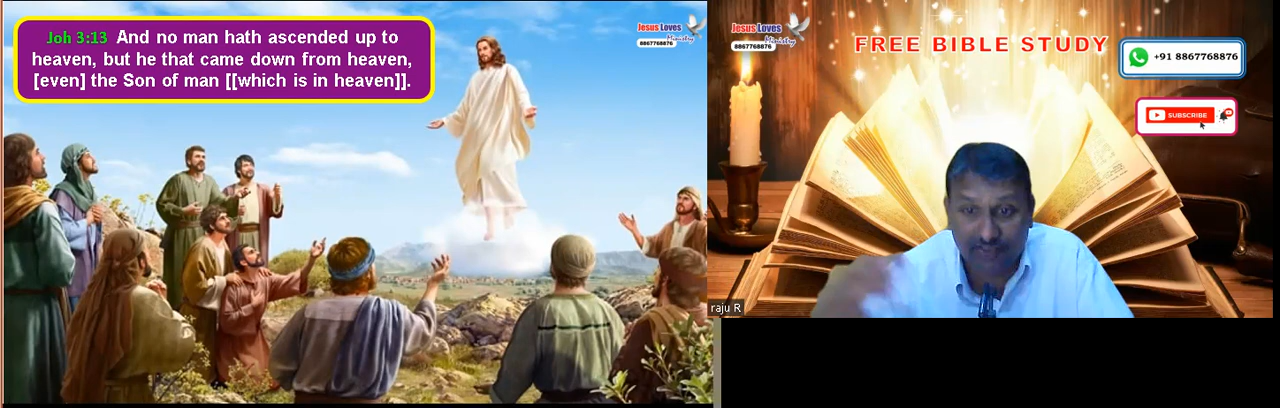 Joh 3:13 And no man hath ascended up to
heaven, but he that came down from heaven,
[even] the Son of man [[which is in heaven]].
Jesus Loves
Ministry
8867768876
Jesus Loves
Ministry
8867768876
FREE BIBLE STUDY
+91 8867768876
SUBSCRIBE
raju R